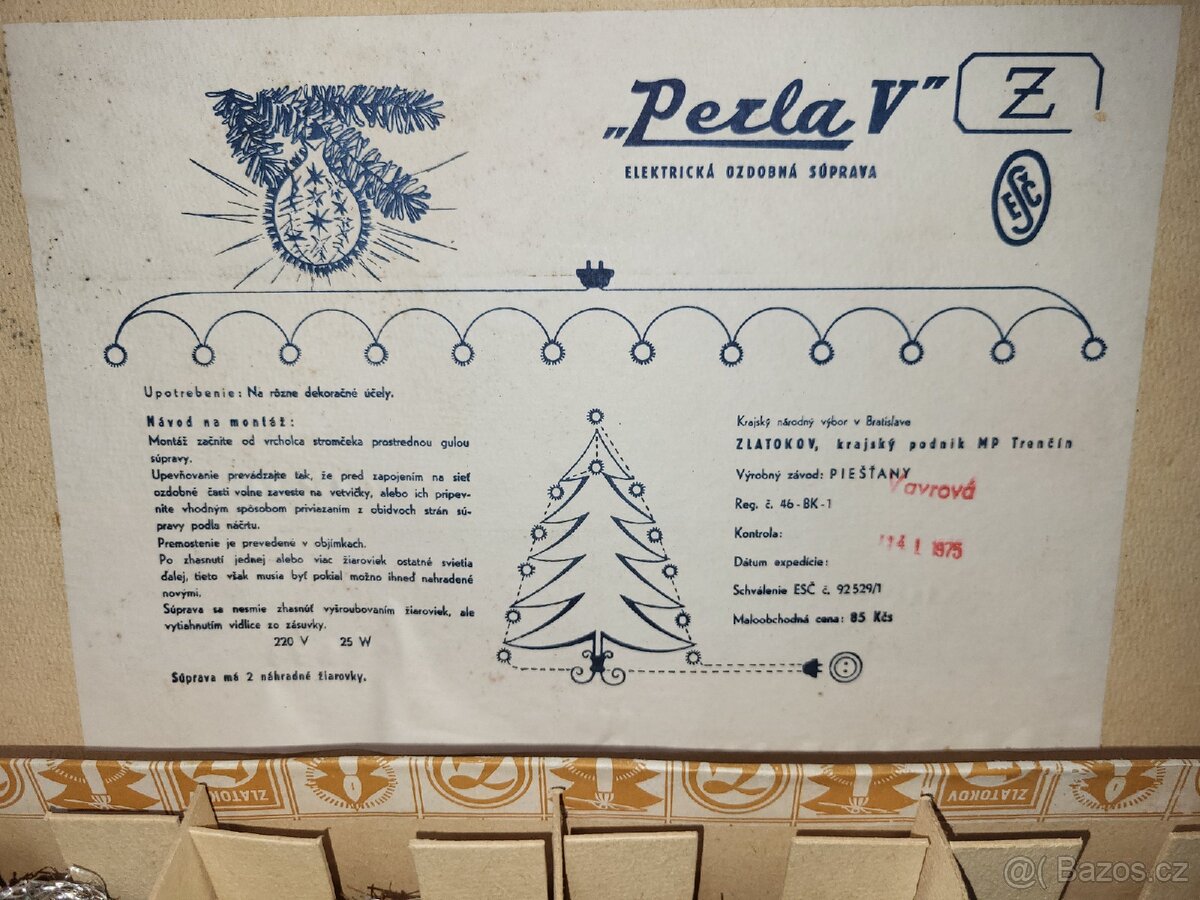 „Perla V”
Z
ELEKTRICKÁ OZDOBNÁ SÚPRAVA
EŠČ
Upotrebenie: Na rôzne dekoračné účely.
Návod na montáž:
Montáž začnite od vrcholca stromčeka prostrednou gulou
súpravy.
Upevňovanie prevádzajte tak, že pred zapojením na sieť
ozdobné časti volne zaveste na vetvičky, alebo ich pripev-
nite vhodným spôsobom priviazaním z obidvoch strán sú-
pravy podla náčrtu.
Premostenie je prevedené v objímkach.
Po zhasnutí jednej alebo viac žiaroviek ostatné svietia
ďalej, tieto však musia byť pokial možno ihneď nahradené
novými.
Súprava sa nesmie zhasnúť vyšroubovaním žiaroviek, ale
vytiahnutím vidlice zo zásuvky.
220 V 25 W
Súprava má 2 náhradné žiarovky.
Krajský národný výbor v Bratislave
ZLATOKOV, krajský podnik MP Trenčín
Výrobný závod: PIEŠŤANY
Vavrová
Reg. č. 46-BK-1
Kontrola:
14 I. 1975
Dátum expedície:
Schválenie ESČ č. 92529/1
Maloobchodná cena: 85 Kčs
ZLATOKOV
ZLATOKOV
@( Bazos.cz